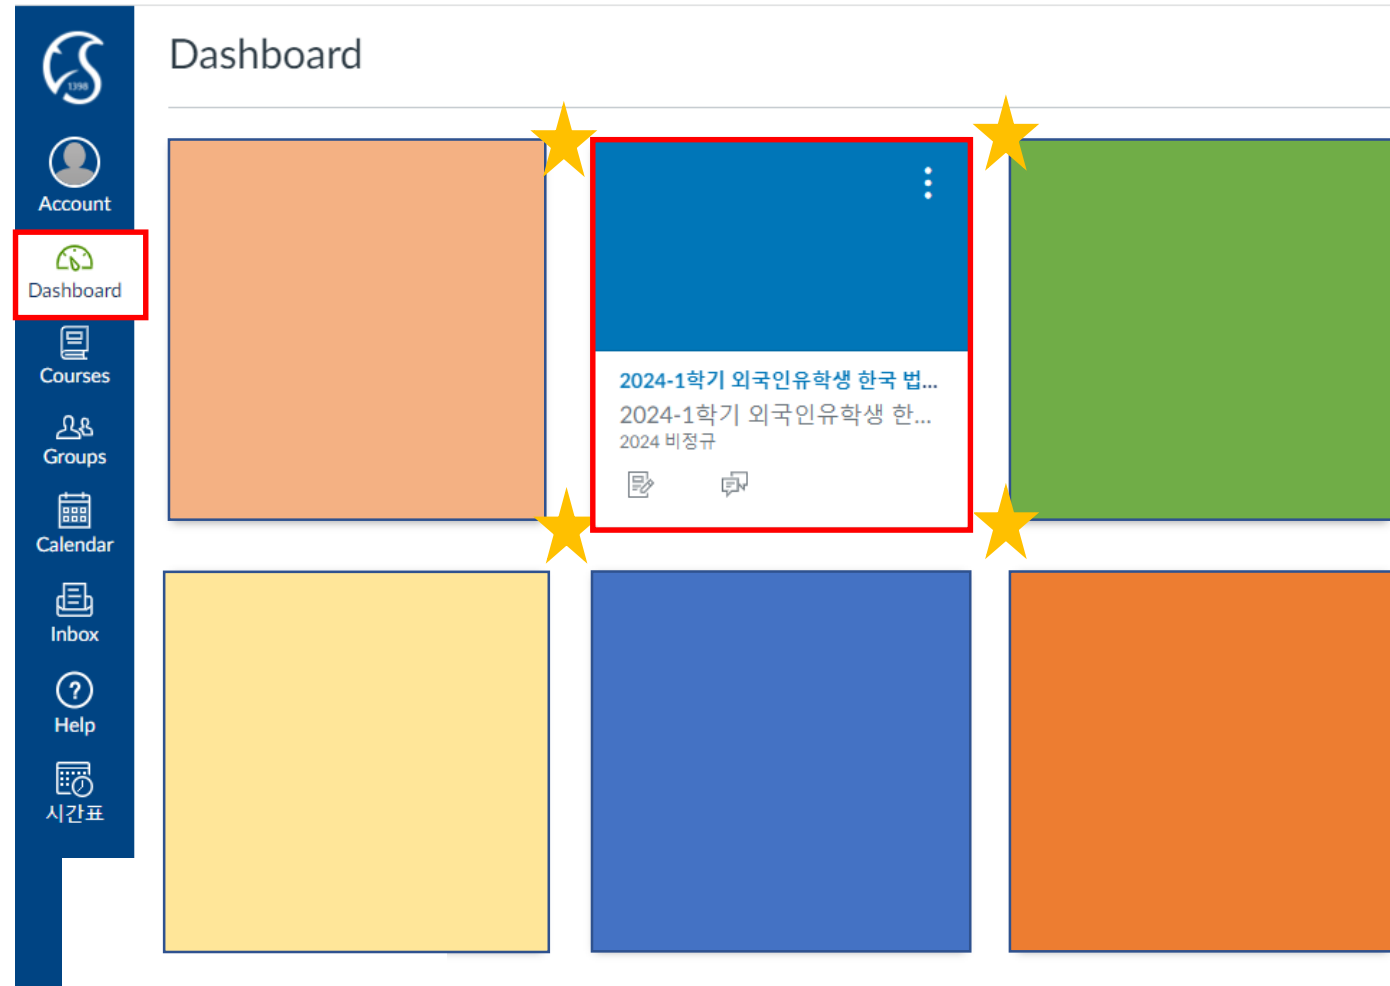 1398
Dashboard
Account
Dashboard
Courses
Groups
Calendar
Inbox
?
Help
시간표
2024-1학기 외국인유학생 한국 법...
2024-1학기 외국인유학생 한...
2024 비정규